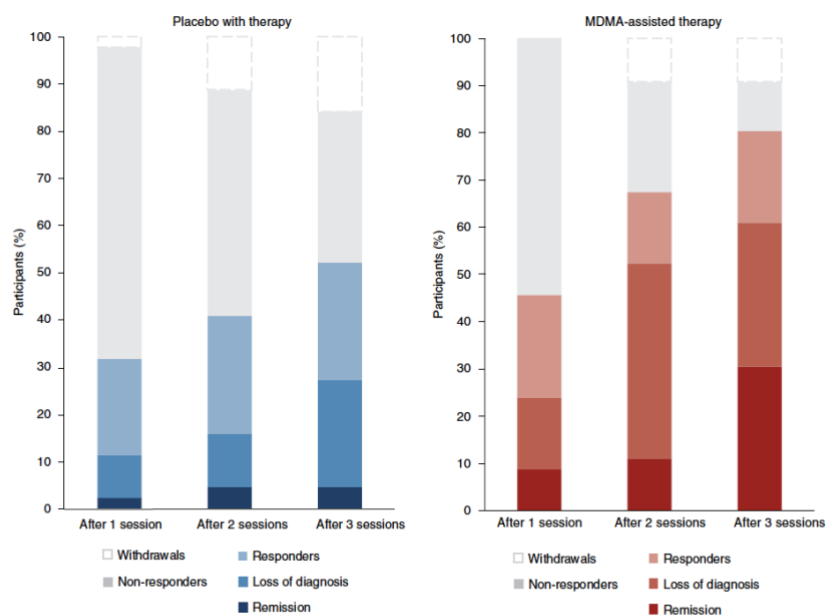 Placebo with therapy
100
90
80
70
60
50
40
30
20
10
0
Participants (%)
After 1 session After 2 sessions After 3 sessions
Withdrawals Responders
Non-responders Loss of diagnosis
Remission
MDMA-assisted therapy
100
90
80
70
60
50
40
30
20
10
0
Participants (%)
After 1 session After 2 sessions After 3 sessions
Withdrawals Responders
Non-responders Loss of diagnosis
Remission